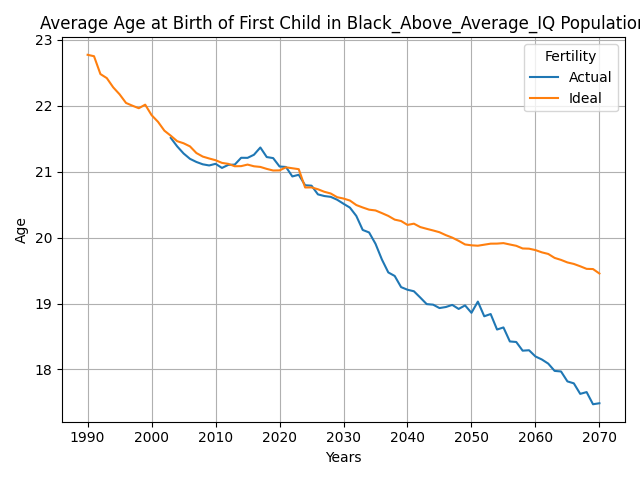 Average Age at Birth of First Child in Black_Above_Average_IQ Population
23
22
21
20
19
18
Age
1990 2000 2010 2020 2030 2040 2050 2060 2070
Years
Fertility
Actual
Ideal